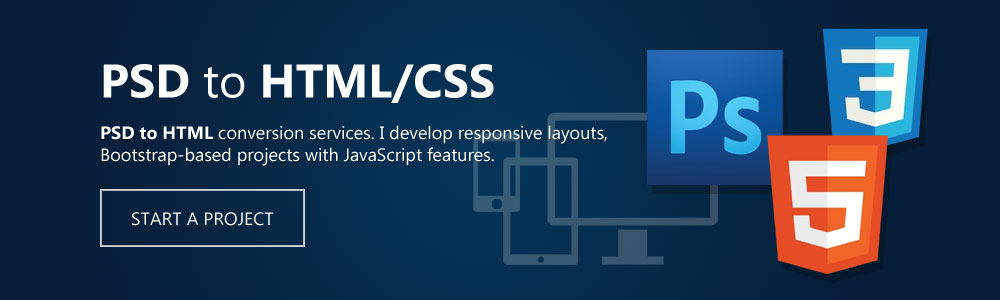 PSD to HTML/CSS
PSD to HTML conversion services. I develop responsive layouts,
Bootstrap-based projects with JavaScript features.
START A PROJECT
Ps
3
5